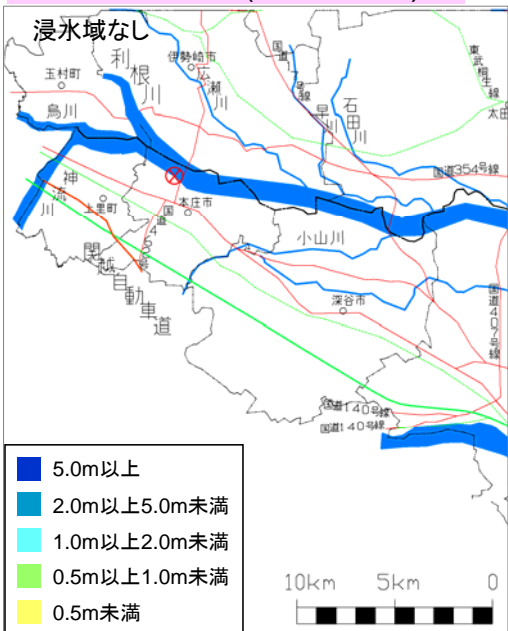 浸水域なし
利根川
伊勢崎市
広瀬川
国道17号線
早川
石田川
東武桐生線
太田
玉村町
烏川
国道354号線
神流川
上里町
本庄市
国道462号
小山川
関越自動車道
深谷市
国道407号線
国道140号線
国道140号線
5.0m以上
2.0m以上5.0m未満
1.0m以上2.0m未満
0.5m以上1.0m未満
0.5m未満
10km 5km 0